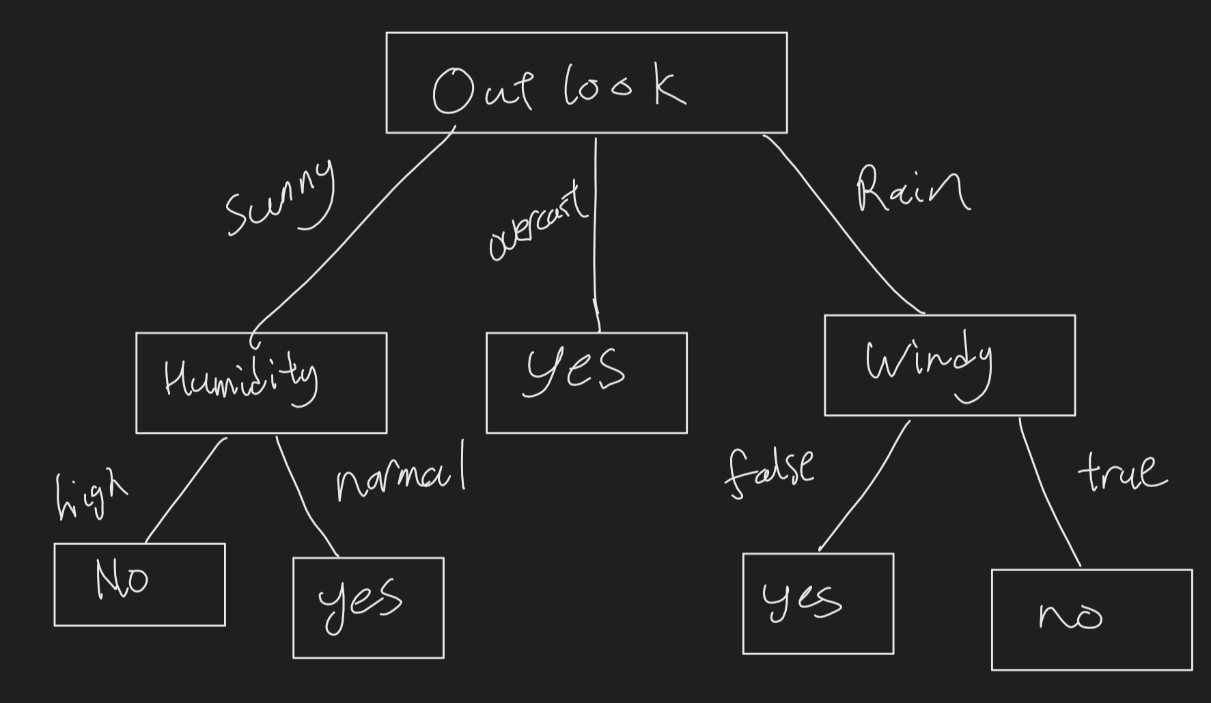 Outlook
Sunny
overcast
Rain
Humidity
yes
Windy
high
normal
false
true
No
yes
yes
no